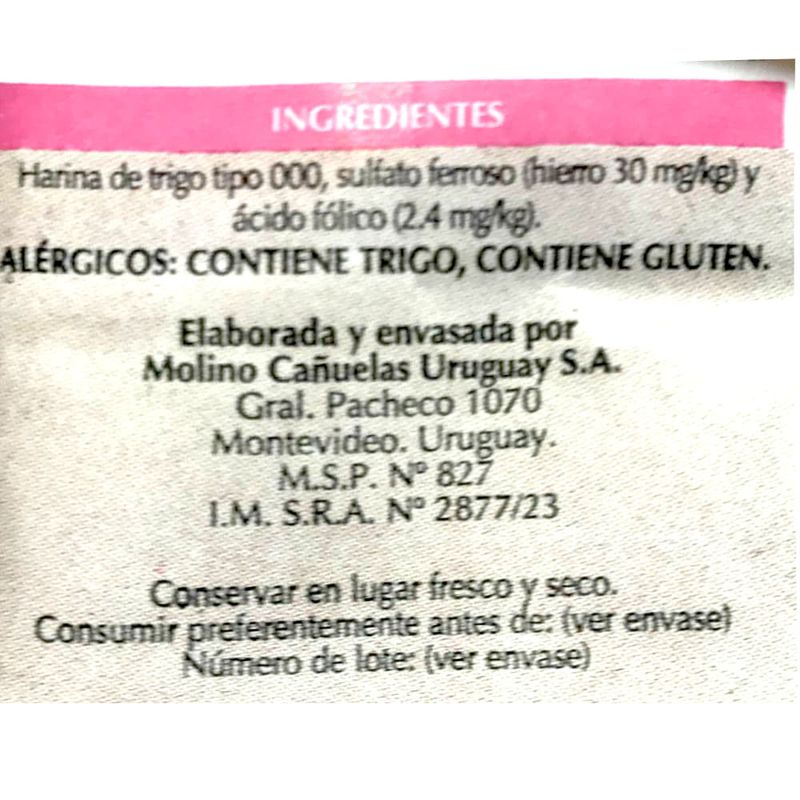 INGREDIENTES
Harina de trigo tipo 000, sulfato ferroso (hierro 30 mg/kg) y
ácido fólico (2.4 mg/kg).
ALÉRGICOS: CONTIENE TRIGO, CONTIENE GLUTEN.
Elaborada y envasada por
Molino Cañuelas Uruguay S.A.
Gral. Pacheco 1070
Montevideo. Uruguay.
M.S.P. Nº 827
I.M. S.R.A. Nº 2877/23
Conservar en lugar fresco y seco.
Consumir preferentemente antes de: (ver envase)
Número de lote: (ver envase)